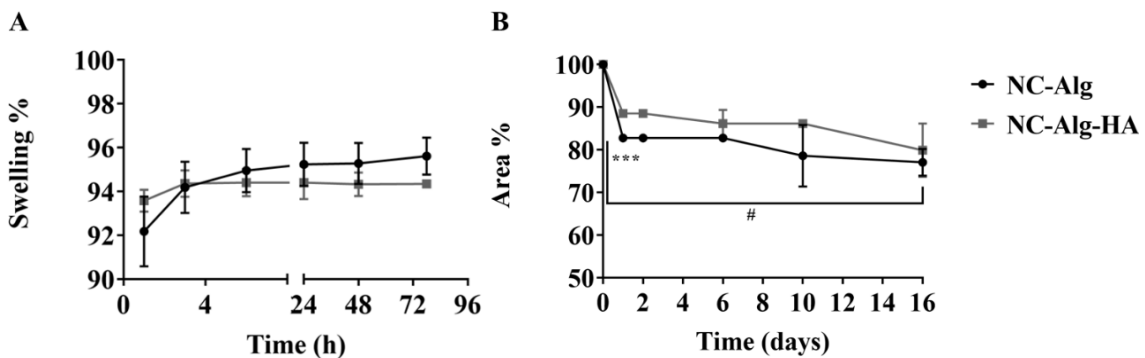 A
Swelling %
100
98
96
94
92
90
0 4 24 48 72 96
Time (h)
B
Area %
100
90
80
70
60
50
***
#
0 2 4 6 8 10 12 14 16
Time (days)
NC-Alg
NC-Alg-HA